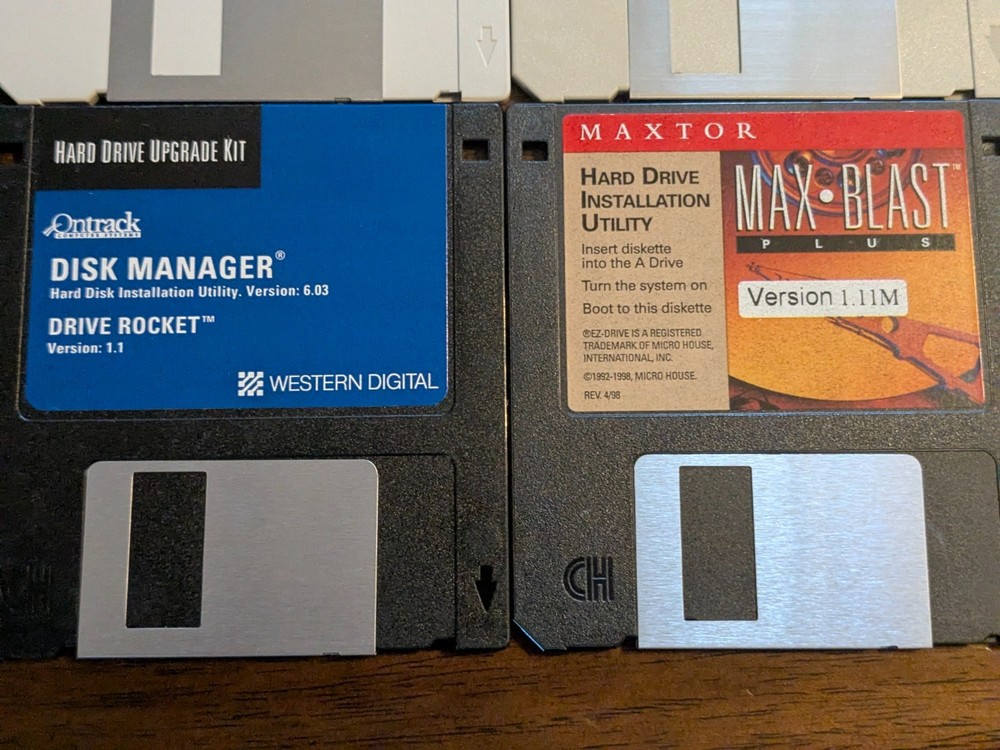 HARD DRIVE UPGRADE KIT
Ontrack
COMPUTER SYSTEMS
DISK MANAGER®
Hard Disk Installation Utility. Version: 6.03
DRIVE ROCKET™
Version: 1.1
WESTERN DIGITAL
MAXTOR
HARD DRIVE
INSTALLATION
UTILITY
Insert diskette
into the A Drive
Turn the system on
Boot to this diskette
®EZ-DRIVE IS A REGISTERED
TRADEMARK OF MICRO HOUSE,
INTERNATIONAL, INC.
©1992-1998, MICRO HOUSE.
REV. 4/98
MAX•BLAST™
PLUS
Version 1.11M
CH